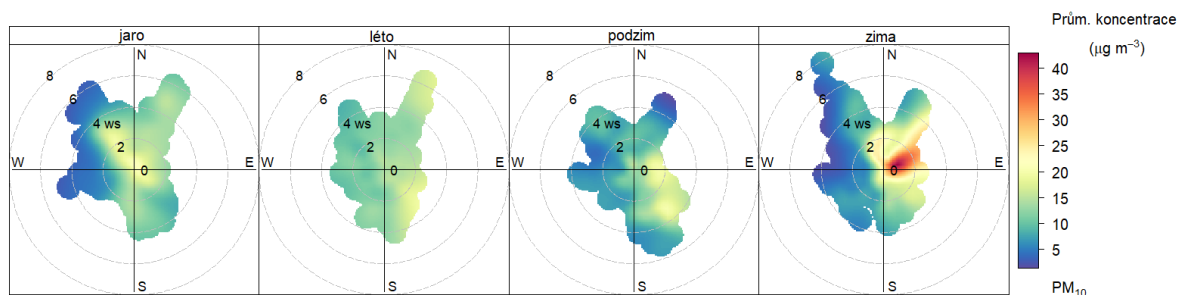 jaro
léto
podzim
zima
N
8
6
4 ws
2
0
W
E
S
N
8
6
4 ws
2
0
W
E
S
N
8
6
4 ws
2
0
W
E
S
N
8
6
4 ws
2
0
W
E
S
Prům. koncentrace
(μg m⁻³)
40
35
30
25
20
15
10
5
PM₁₀